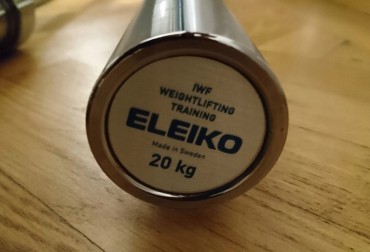 IWF
WEIGHTLIFTING
TRAINING
ELEIKO
Made in Sweden
20 kg